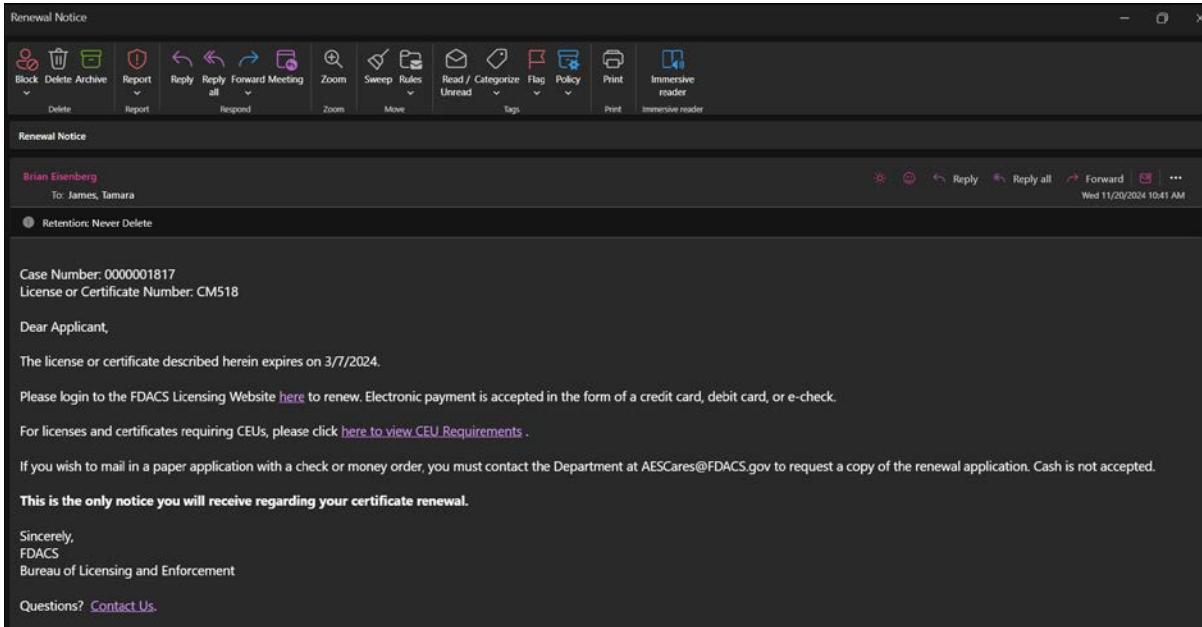 Renewal Notice
Block Delete Archive Report Reply Reply all Forward Meeting Zoom Sweep Rules Read / Unread Categorize Flag Policy Print Immersive reader
Delete Report Respond Zoom Move Tags Print Immersive reader
Renewal Notice
Brian Eisenberg
Reply Reply all Forward
To: James, Tamara
Wed 11/20/2024 10:41 AM
Retention: Never Delete
Case Number: 0000001817
License or Certificate Number: CM518
Dear Applicant,
The license or certificate described herein expires on 3/7/2024.
Please login to the FDACS Licensing Website here to renew. Electronic payment is accepted in the form of a credit card, debit card, or e-check.
For licenses and certificates requiring CEUs, please click here to view CEU Requirements .
If you wish to mail in a paper application with a check or money order, you must contact the Department at AESCares@FDACS.gov to request a copy of the renewal application. Cash is not accepted.
This is the only notice you will receive regarding your certificate renewal.
Sincerely,
FDACS
Bureau of Licensing and Enforcement
Questions? Contact Us.